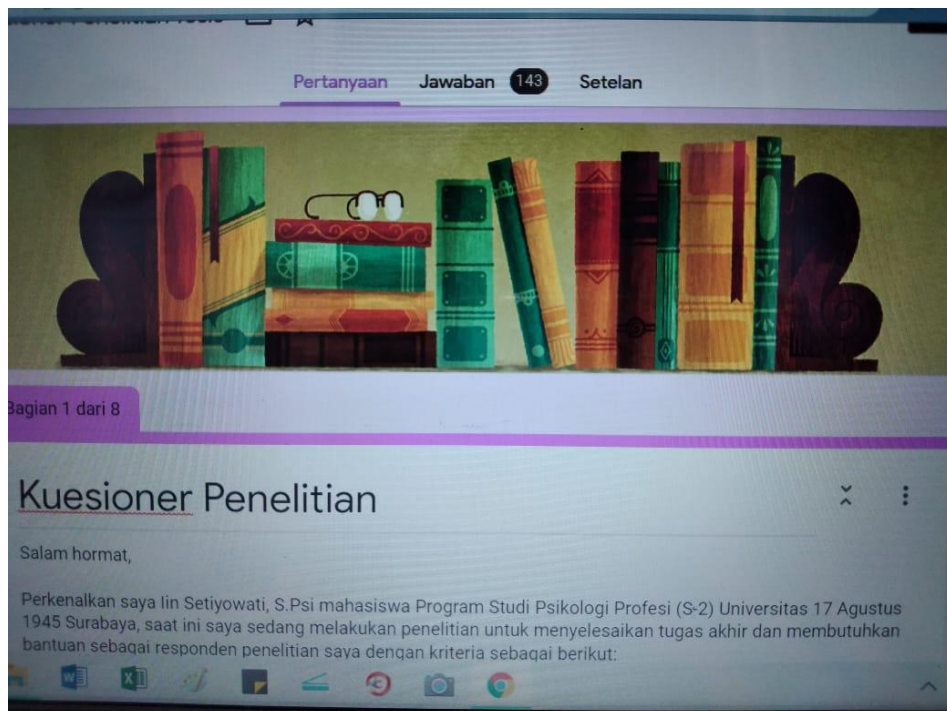 Pertanyaan Jawaban 143 Setelan
Bagian 1 dari 8
Kuesioner Penelitian
Salam hormat,
Perkenalkan saya Iin Setiyowati, S.Psi mahasiswa Program Studi Psikologi Profesi (S-2) Universitas 17 Agustus
1945 Surabaya, saat ini saya sedang melakukan penelitian untuk menyelesaikan tugas akhir dan membutuhkan
bantuan sebagai responden penelitian saya dengan kriteria sebagai berikut: